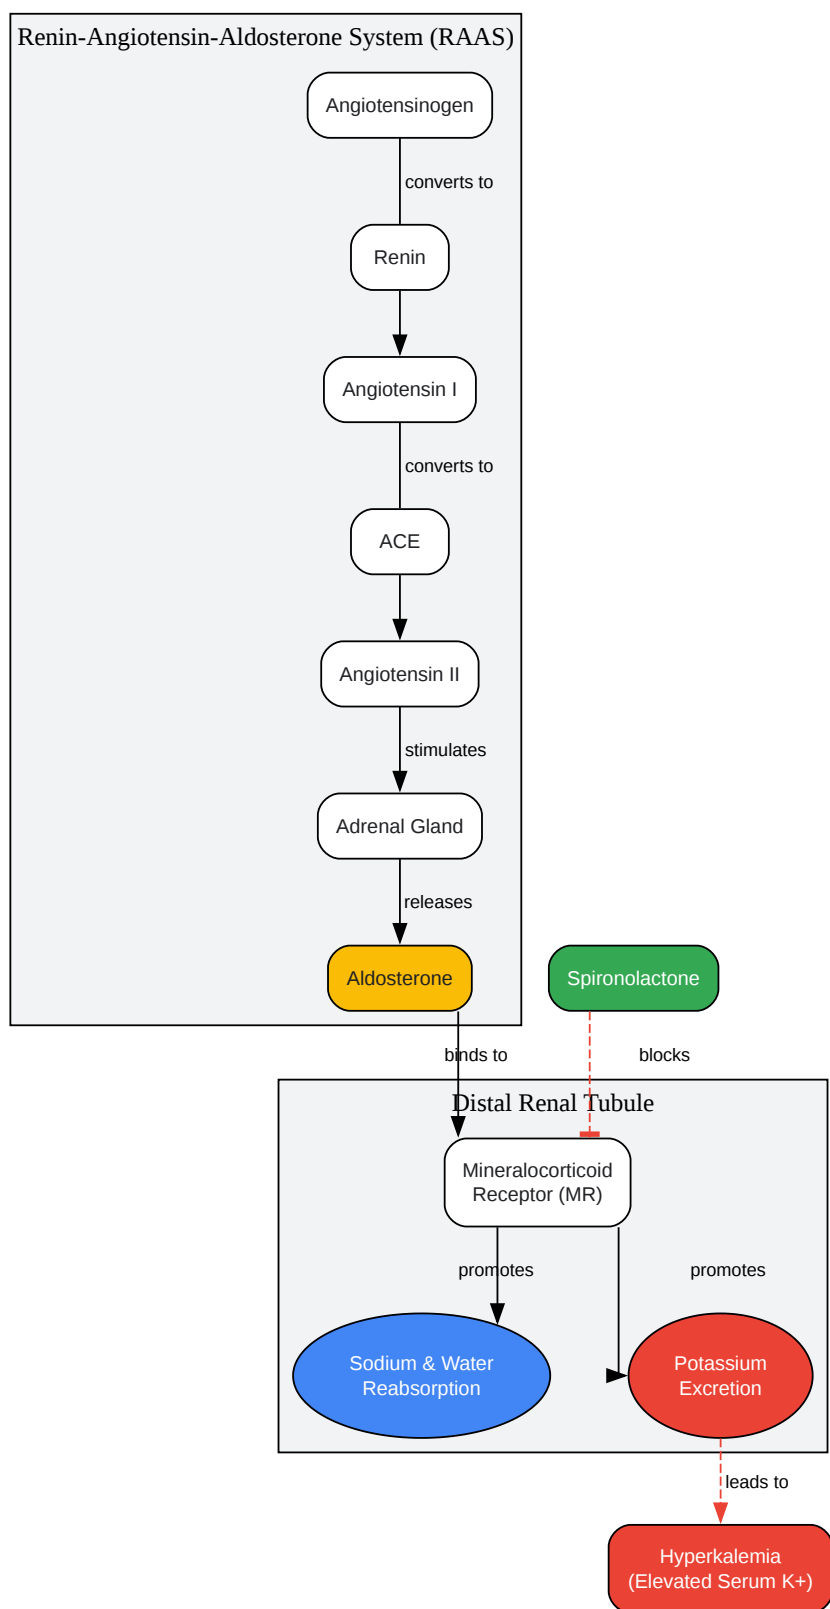 Renin-Angiotensin-Aldosterone System (RAAS)
Angiotensinogen
converts to
Renin
Angiotensin I
converts to
ACE
Angiotensin II
stimulates
Adrenal Gland
releases
Aldosterone
Spironolactone
binds to
blocks
Distal Renal Tubule
Mineralocorticoid
Receptor (MR)
promotes
promotes
Sodium & Water
Reabsorption
Potassium
Excretion
leads to
Hyperkalemia
(Elevated Serum K+)